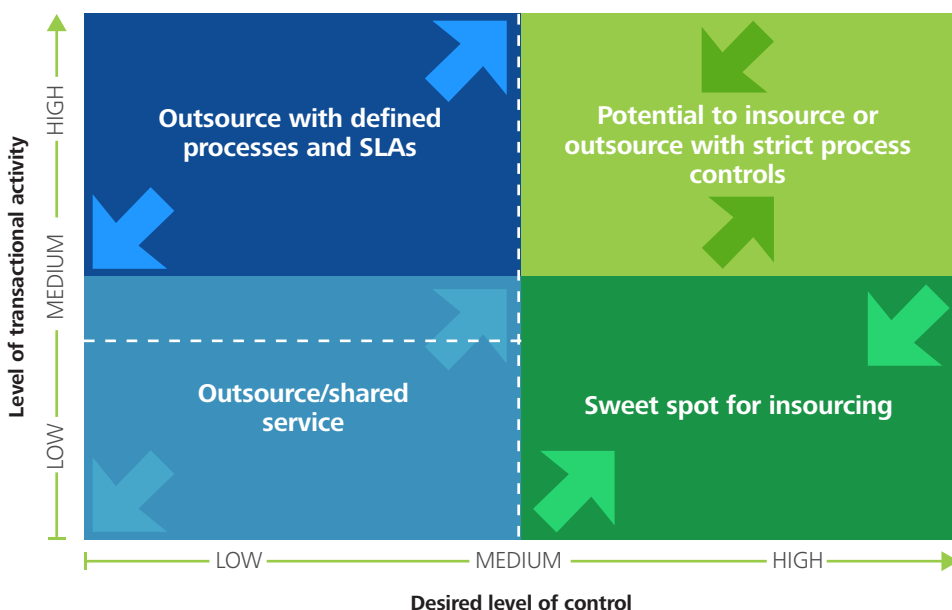 Level of transactional activity
HIGH
MEDIUM
LOW
Outsource with defined
processes and SLAs
Potential to insource or
outsource with strict process
controls
Outsource/shared
service
Sweet spot for insourcing
LOW
MEDIUM
HIGH
Desired level of control